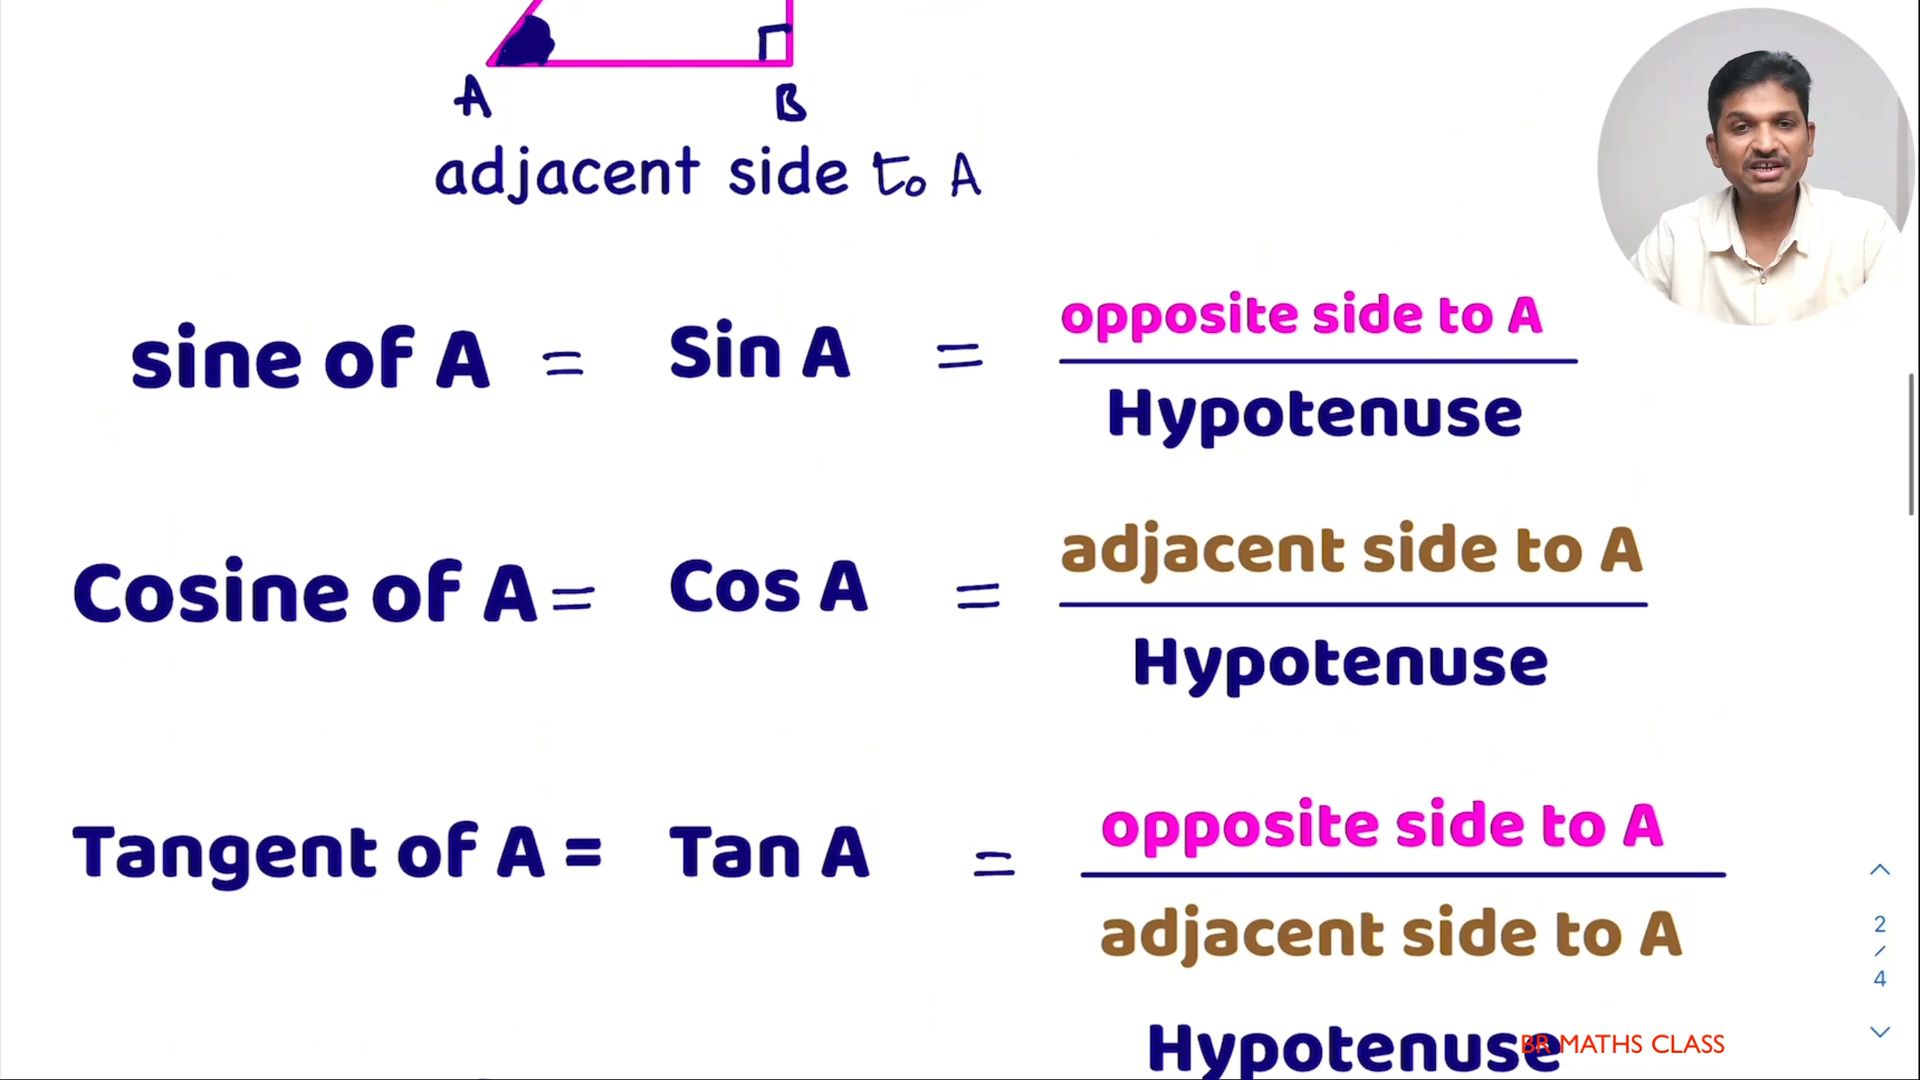 A B
adjacent side to A
sine of A = Sin A = opposite side to A
Hypotenuse
Cosine of A = Cos A = adjacent side to A
Hypotenuse
Tangent of A = Tan A = opposite side to A
adjacent side to A
Hypotenuse
BR MATHS CLASS
2
/
4